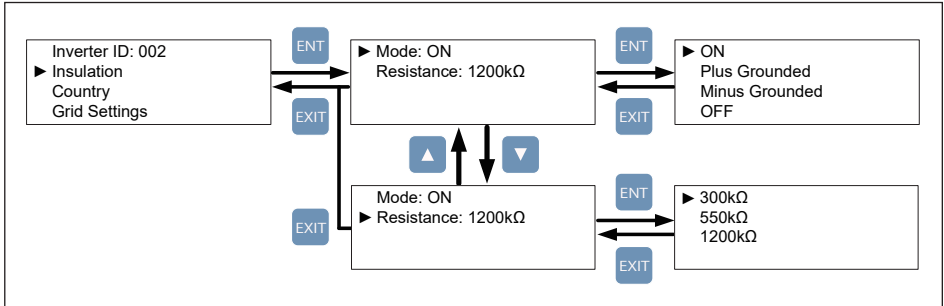 Inverter ID: 002
▶ Insulation
Country
Grid Settings
ENT
EXIT
▶ Mode: ON
Resistance: 1200kΩ
ENT
EXIT
▶ ON
Plus Grounded
Minus Grounded
OFF
▲
▼
EXIT
Mode: ON
▶ Resistance: 1200kΩ
ENT
EXIT
▶ 300kΩ
550kΩ
1200kΩ